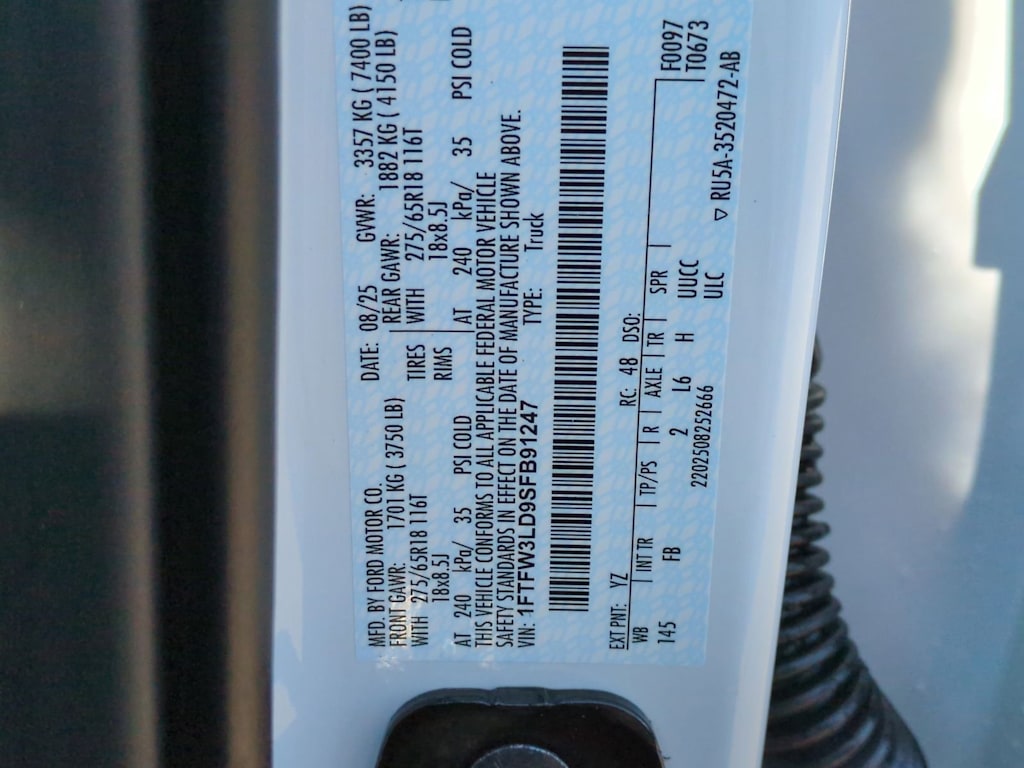 MFD. BY FORD MOTOR CO.
DATE: 08/25 GVWR: 3357 KG ( 7400 LB)
FRONT GAWR: 1701 KG ( 3750 LB)
REAR GAWR: 1882 KG ( 4150 LB)
WITH 275/65R18 116T TIRES WITH 275/65R18 116T
18x8.5J RIMS 18x8.5J
AT 240 kPa/ 35 PSI COLD AT 240 kPa/ 35 PSI COLD
THIS VEHICLE CONFORMS TO ALL APPLICABLE FEDERAL MOTOR VEHICLE
SAFETY STANDARDS IN EFFECT ON THE DATE OF MANUFACTURE SHOWN ABOVE.
VIN: 1FTFW3LD9SFB91247 TYPE: Truck
EXT PNT: YZ RC: 48 DSO:
WB INT TR TP/PS R AXLE TR SPR F0097
145 FB 2 L6 H UUCC T0673
220250825 2666 ULC
▽ RU5A-3520472-AB